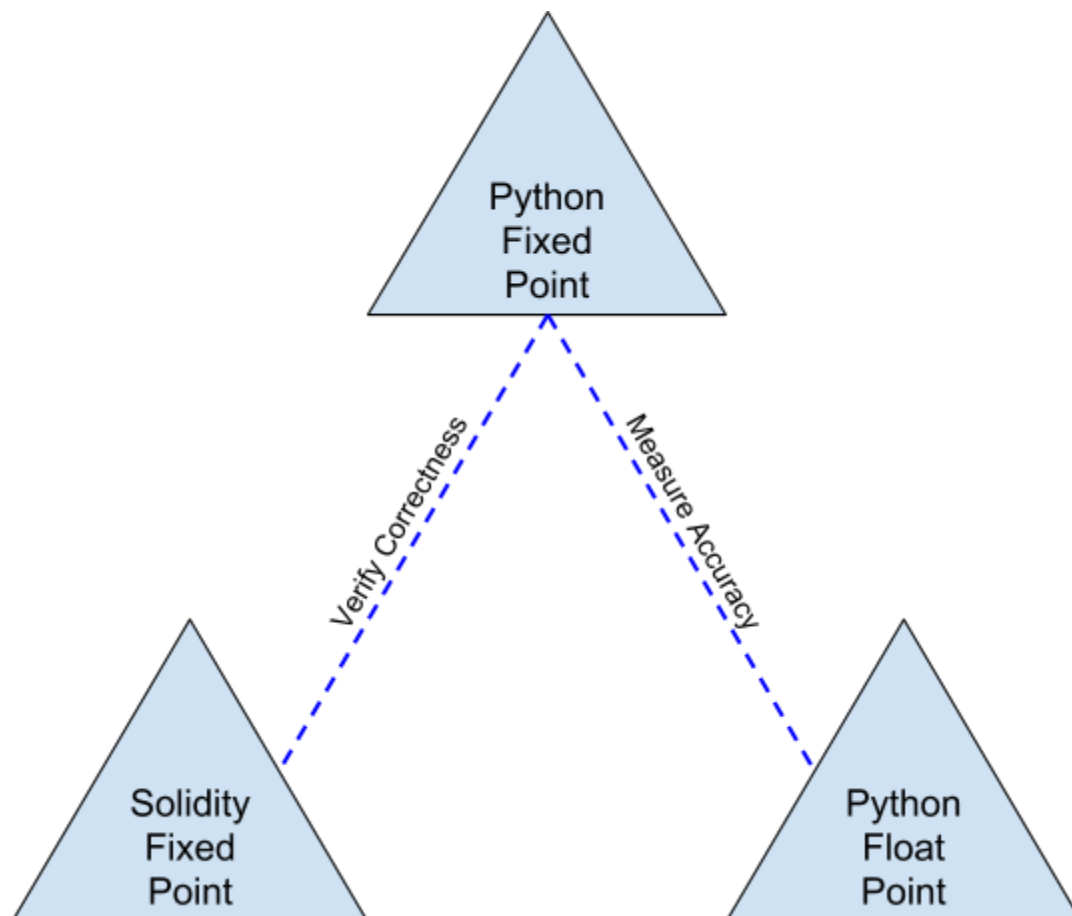 Python
Fixed
Point
Verify Correctness
Measure Accuracy
Solidity
Fixed
Point
Python
Float
Point